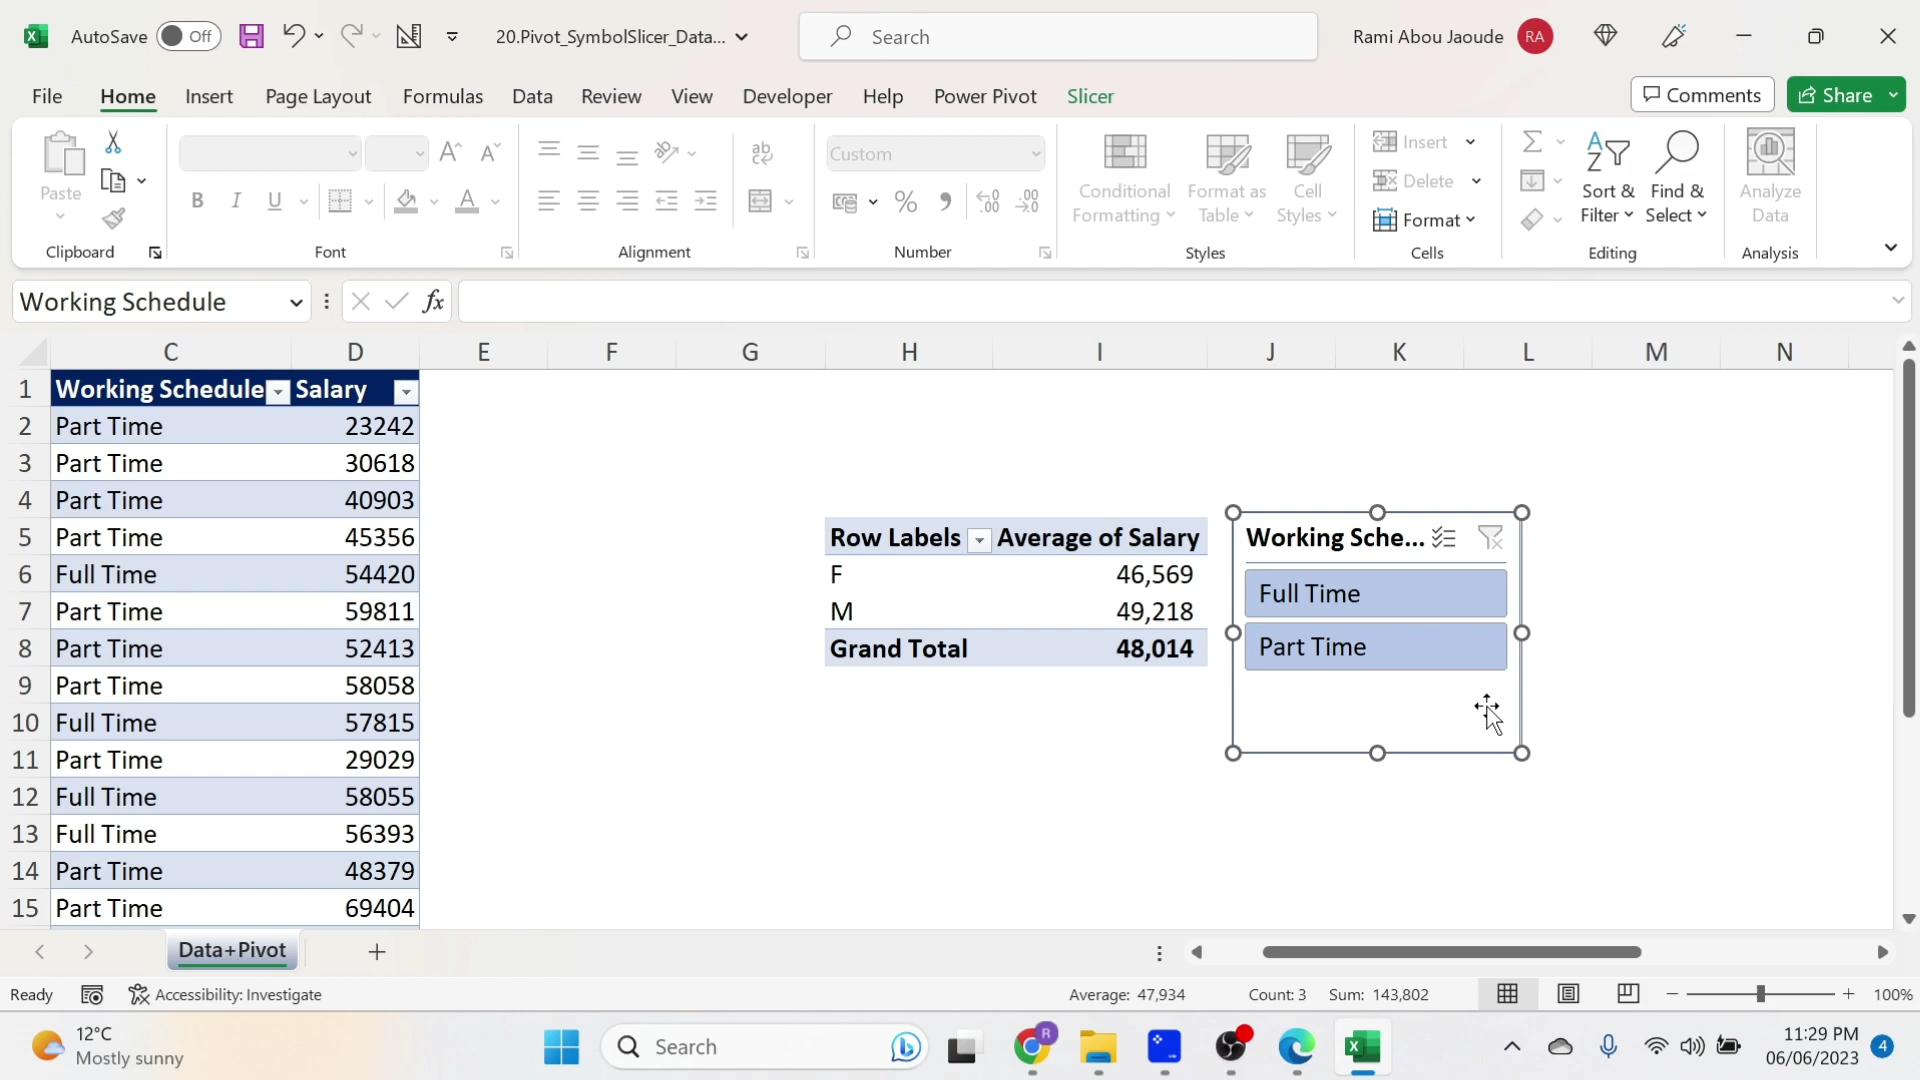 AutoSave Off 20.Pivot_SymbolSlicer_Data... Search Rami Abou Jaoude RA
File Home Insert Page Layout Formulas Data Review View Developer Help Power Pivot Slicer Comments Share
Paste
Clipboard
B I U A
Font
ab
Alignment
Custom
% 9 .00
Number
Conditional Formatting
Format as Table
Cell Styles
Styles
Insert
Delete
Format
Cells
Sort & Filter
Find & Select
Editing
Analyze Data
Analysis
Working Schedule fx
C D E F G H I J K L M N
1 Working Schedule Salary
2 Part Time 23242
3 Part Time 30618
4 Part Time 40903
5 Part Time 45356
6 Full Time 54420
7 Part Time 59811
8 Part Time 52413
9 Part Time 58058
10 Full Time 57815
11 Part Time 29029
12 Full Time 58055
13 Full Time 56393
14 Part Time 48379
15 Part Time 69404
Row Labels Average of Salary
F 46,569
M 49,218
Grand Total 48,014
Working Sche...
Full Time
Part Time
Data+Pivot
Ready Accessibility: Investigate Average: 47,934 Count: 3 Sum: 143,802 100%
12°C
Mostly sunny
Search
R
11:29 PM
06/06/2023
4